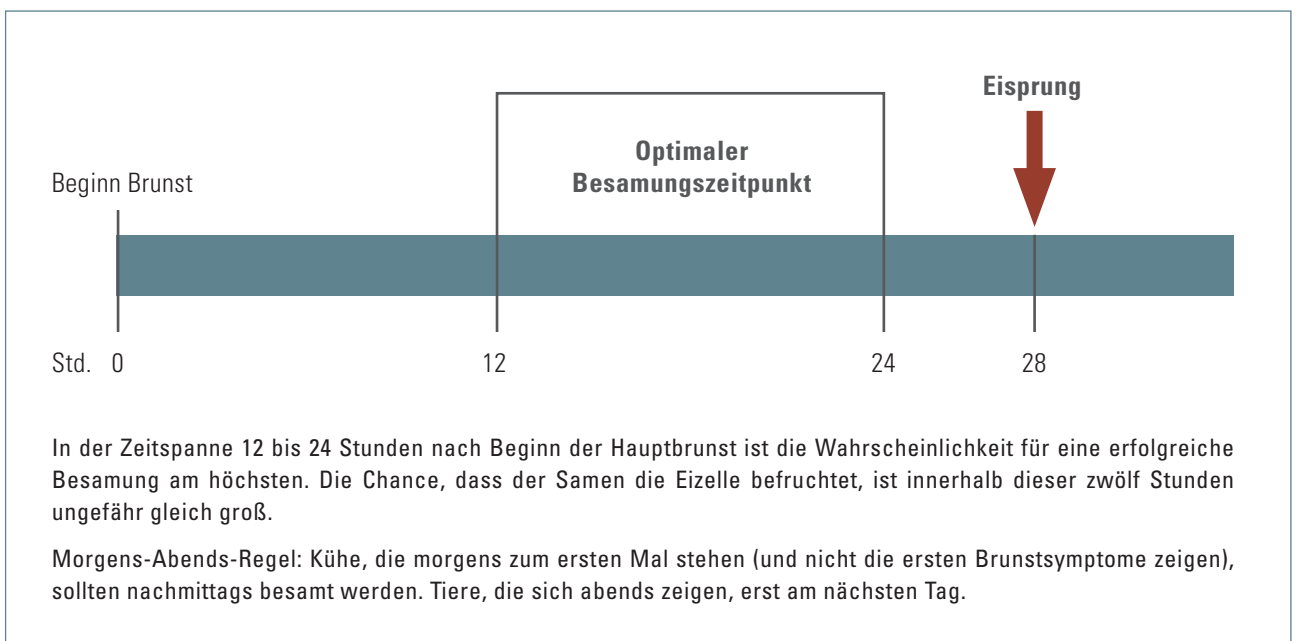 Eisprung
Optimaler
Besamungszeitpunkt
Beginn Brunst
Std. 0 12 24 28
In der Zeitspanne 12 bis 24 Stunden nach Beginn der Hauptbrunst ist die Wahrscheinlichkeit für eine erfolgreiche
Besamung am höchsten. Die Chance, dass der Samen die Eizelle befruchtet, ist innerhalb dieser zwölf Stunden
ungefähr gleich groß.
Morgens-Abends-Regel: Kühe, die morgens zum ersten Mal stehen (und nicht die ersten Brunstsymptome zeigen),
sollten nachmittags besamt werden. Tiere, die sich abends zeigen, erst am nächsten Tag.